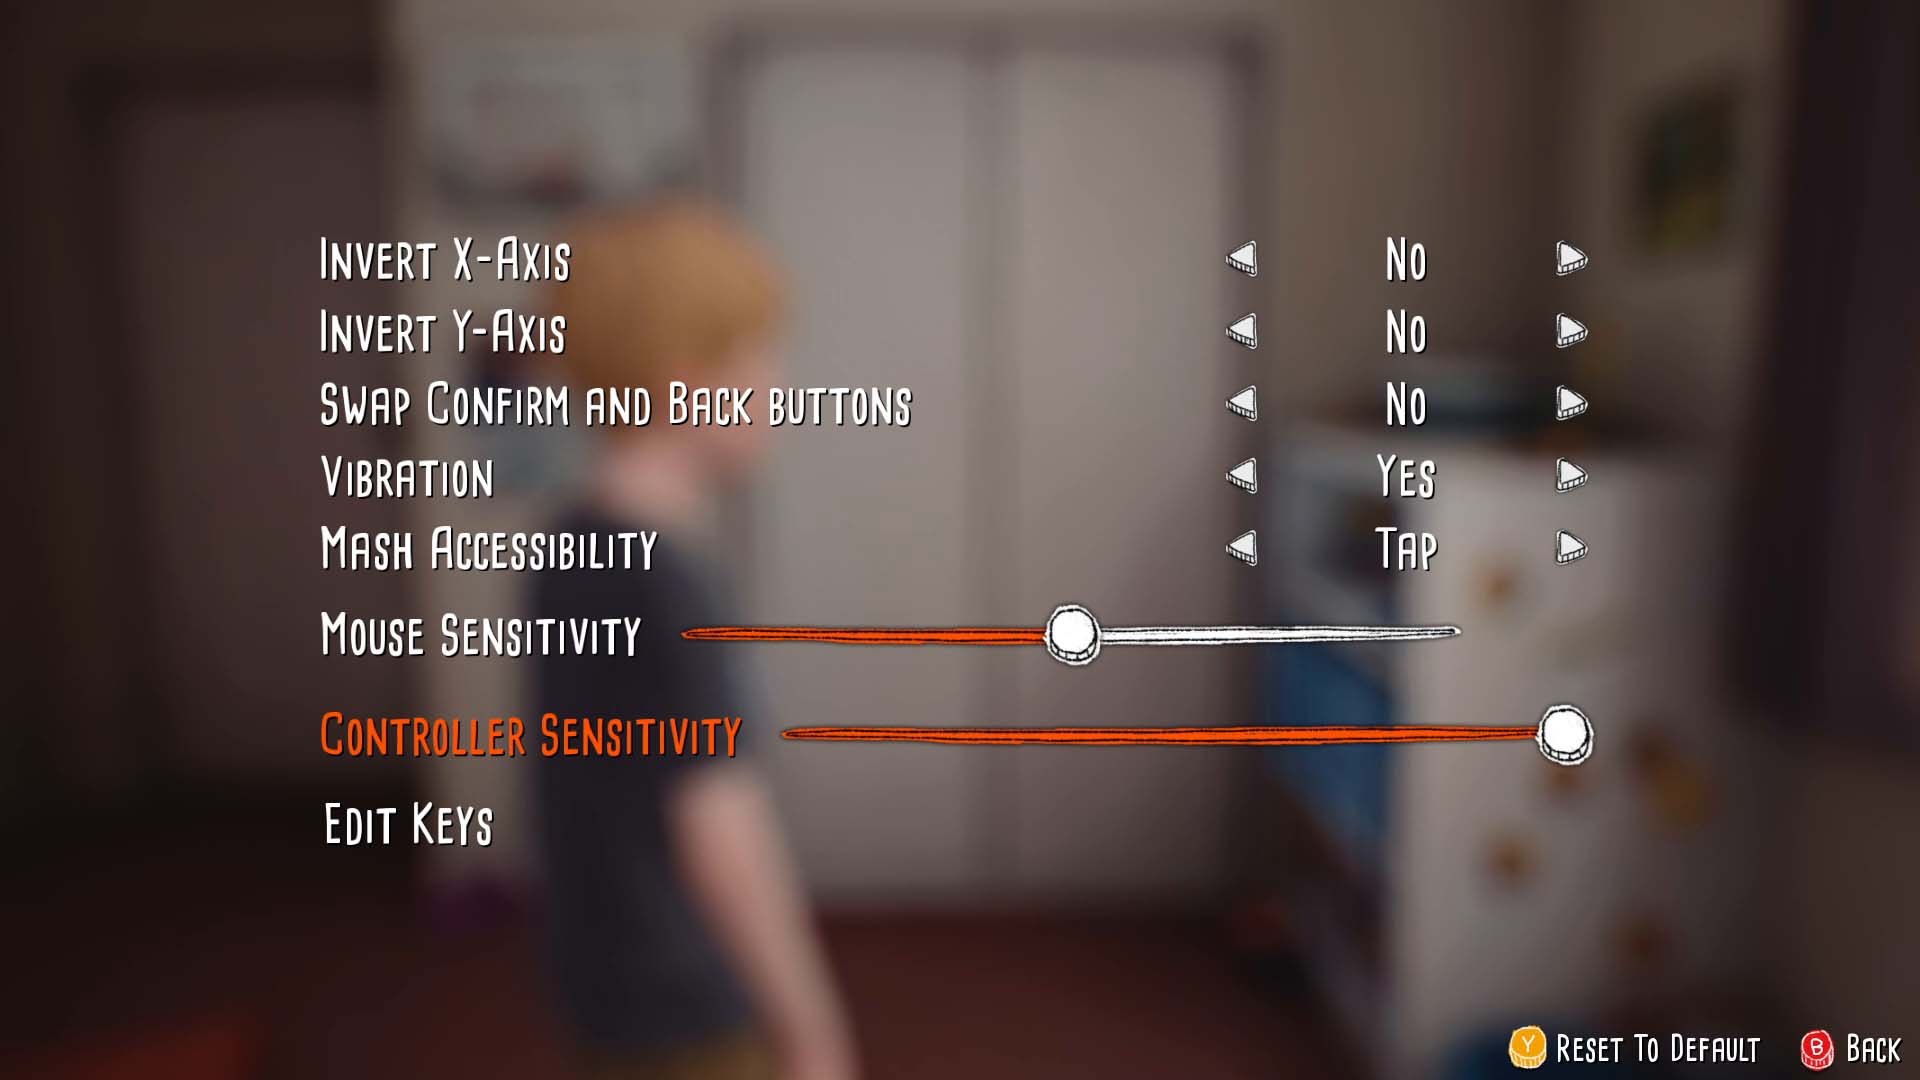 Invert X-Axis No
Invert Y-Axis No
Swap Confirm and Back buttons No
Vibration Yes
Mash Accessibility Tap
Mouse Sensitivity
Controller Sensitivity
Edit Keys
Y Reset To Default B Back